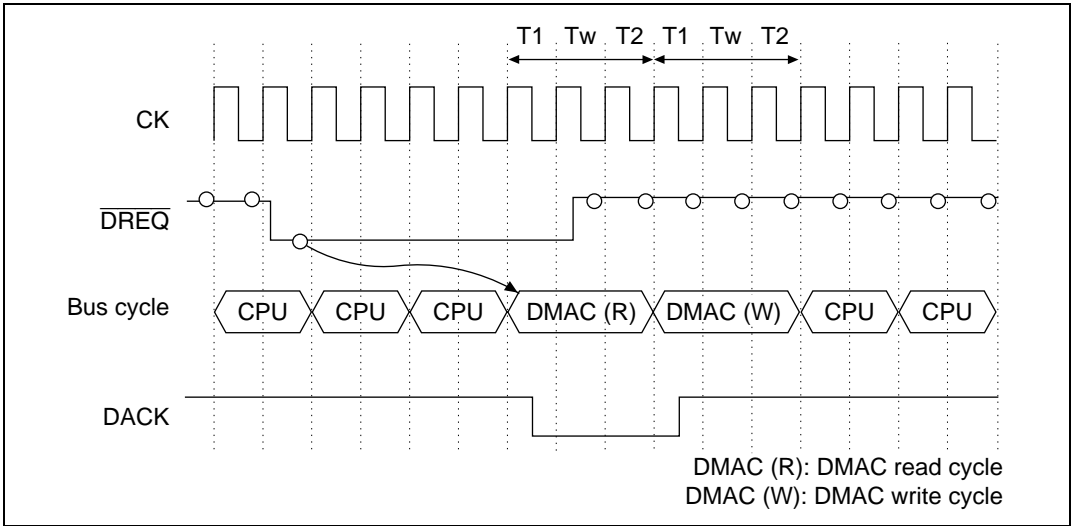 T1 Tw T2 T1 Tw T2
CK
DREQ
Bus cycle CPU CPU CPU DMAC (R) DMAC (W) CPU CPU
DACK
DMAC (R): DMAC read cycle
DMAC (W): DMAC write cycle